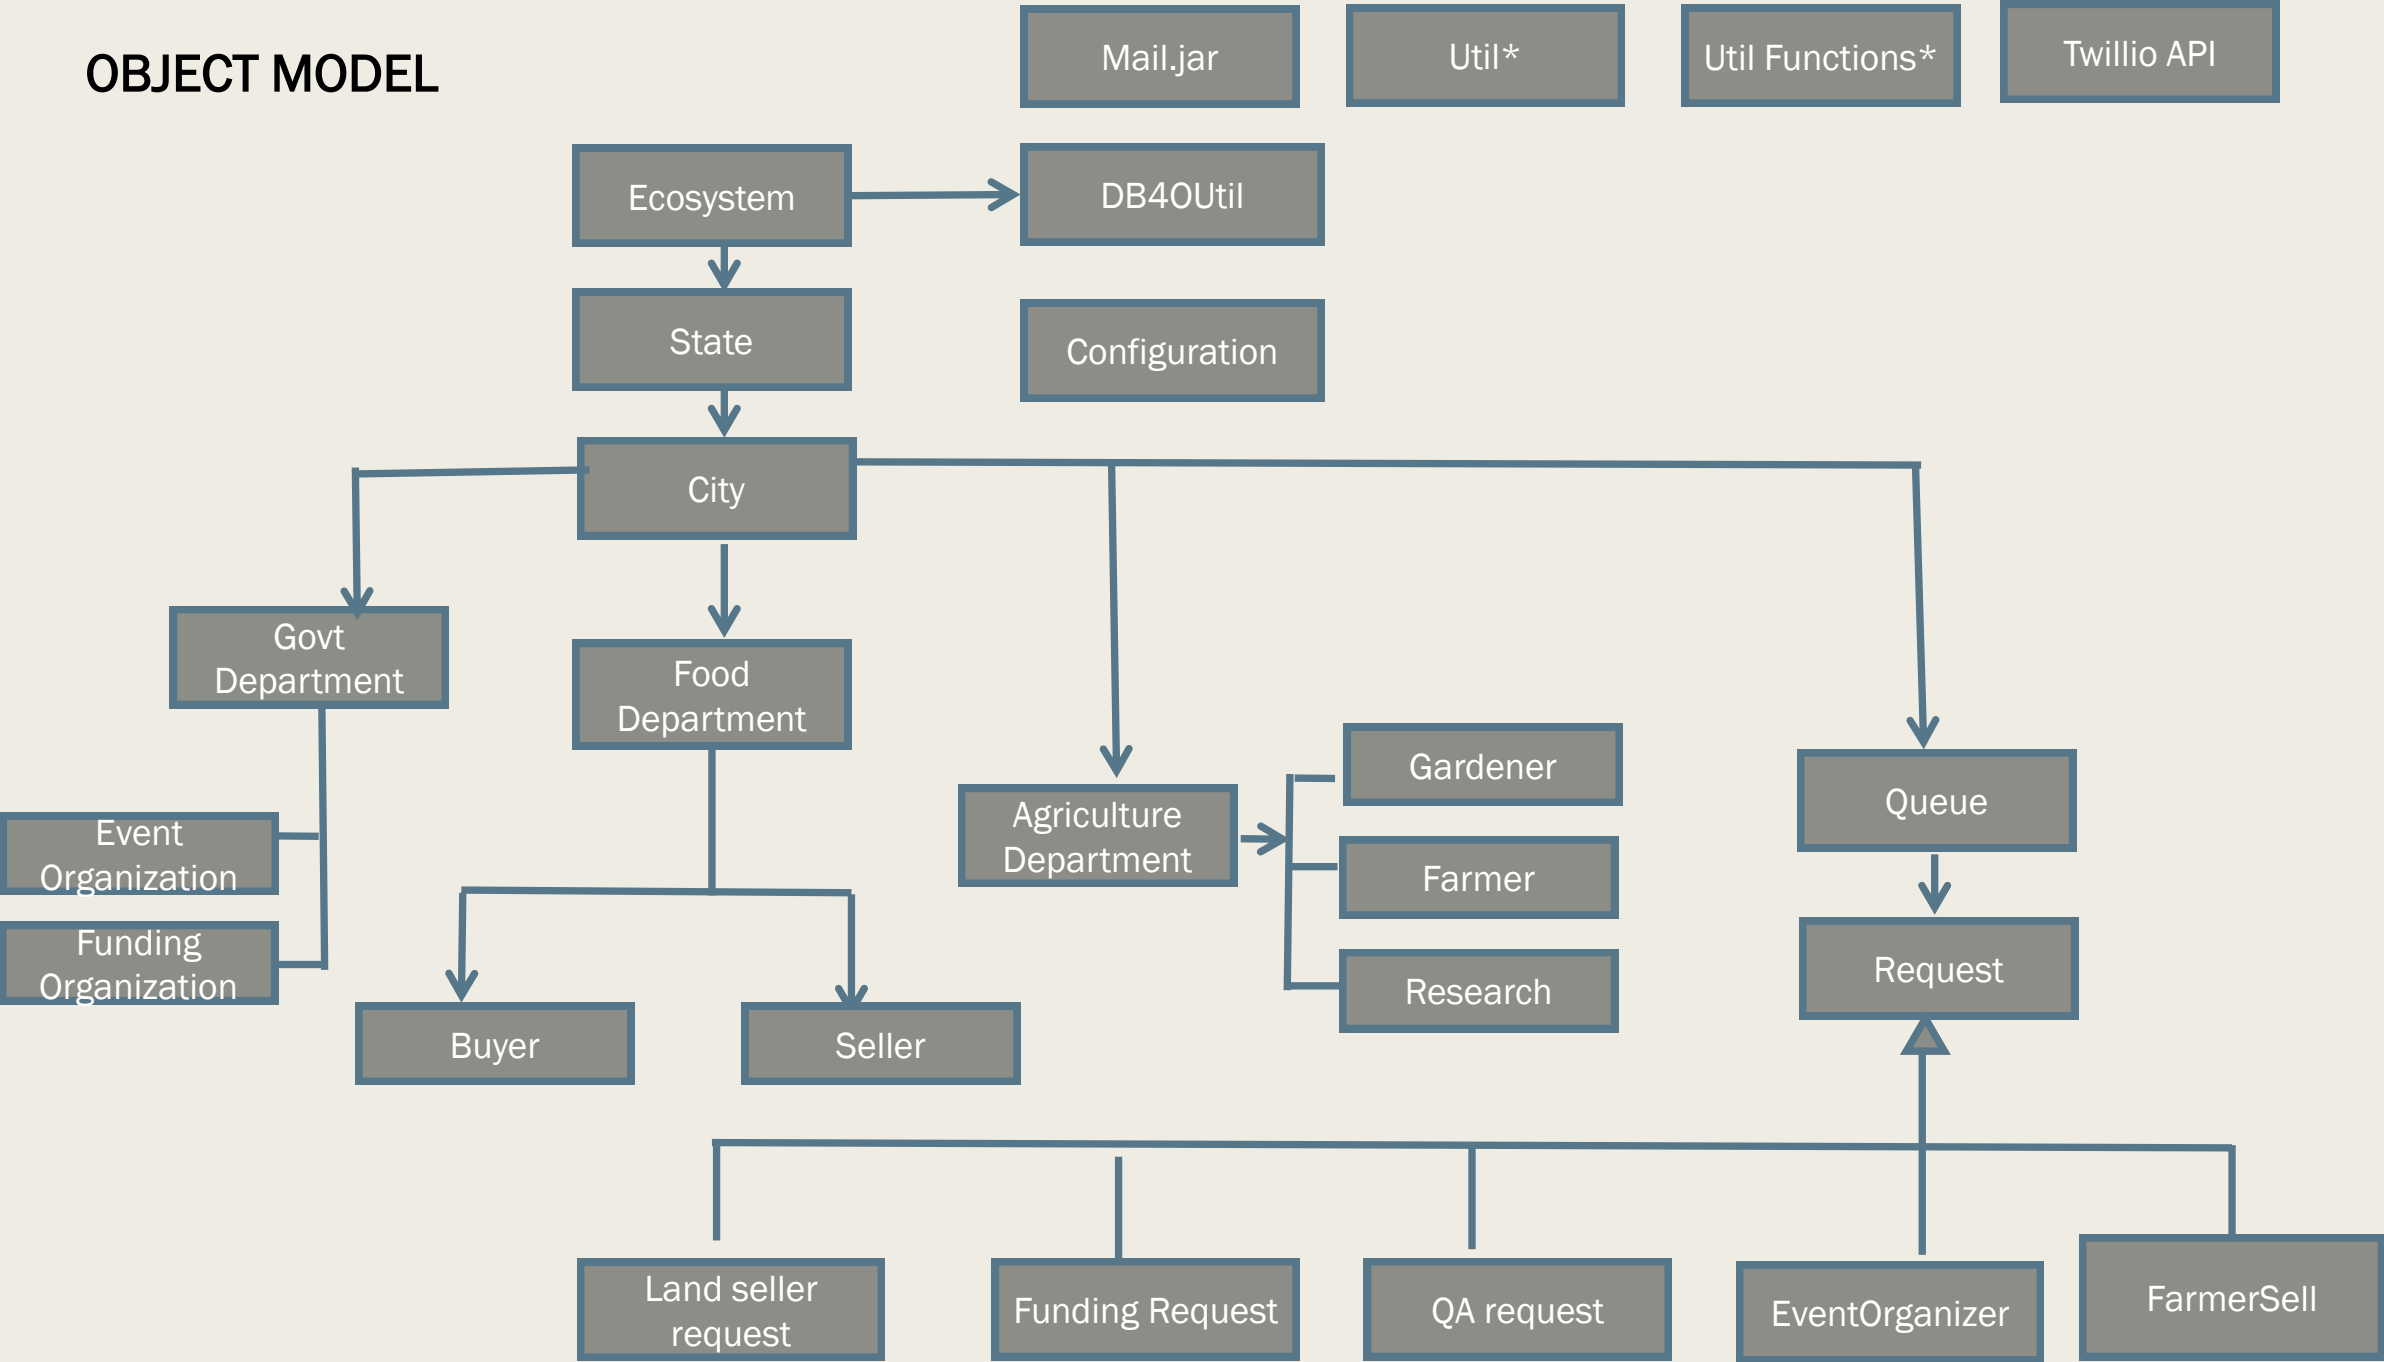 OBJECT MODEL
Mail.jar
Util*
Util Functions*
Twillio API
Ecosystem
DB4OUtil
State
Configuration
City
Govt
Department
Food
Department
Gardener
Agriculture
Department
Queue
Event
Organization
Farmer
Funding
Organization
Research
Request
Buyer
Seller
Land seller
request
Funding Request
QA request
EventOrganizer
FarmerSell